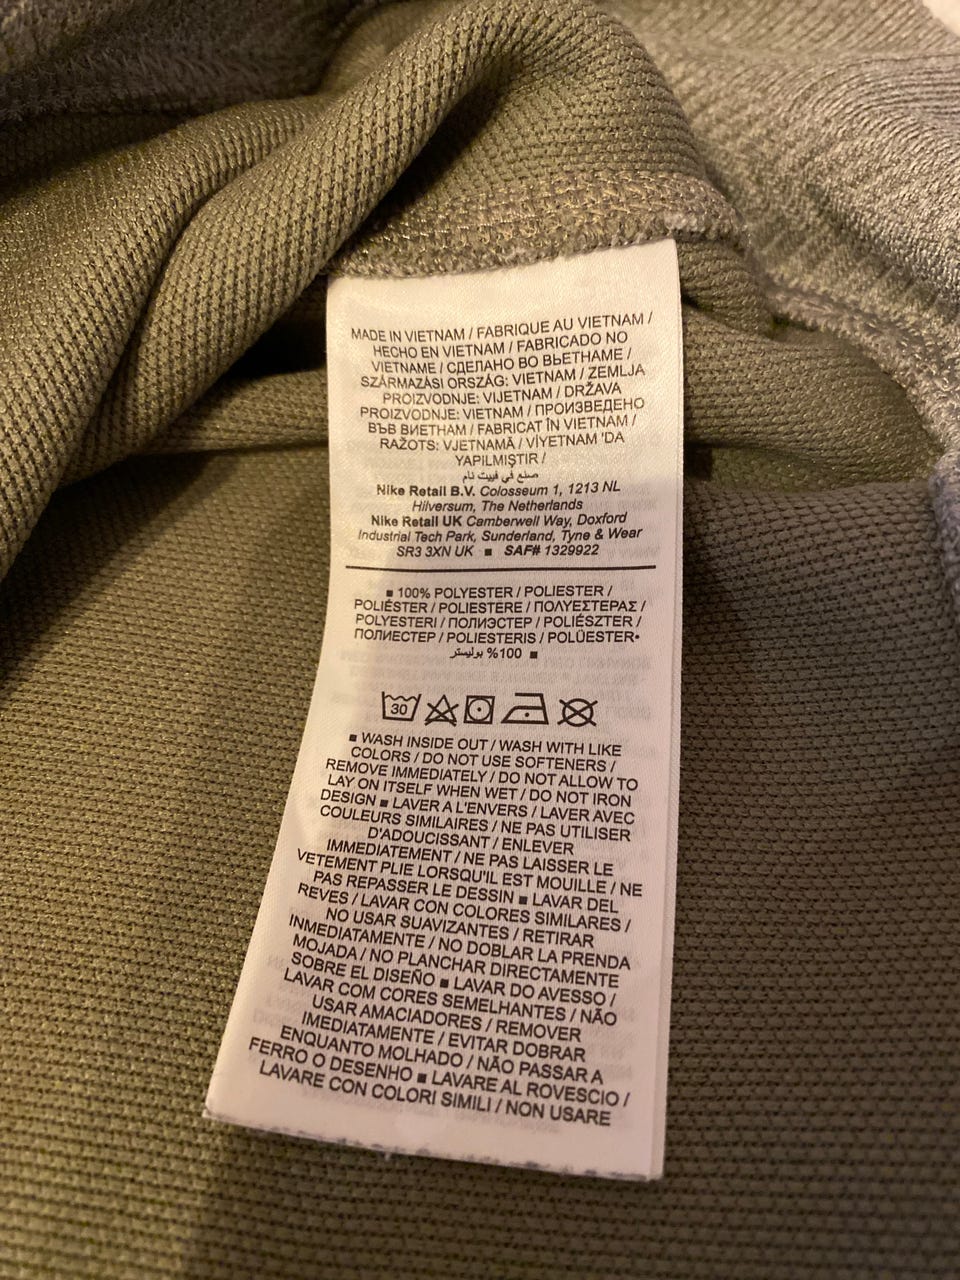 MADE IN VIETNAM / FABRIQUE AU VIETNAM /
HECHO EN VIETNAM / FABRICADO NO
VIETNAME / СДЕЛАНО ВО ВЬЕТНАМЕ /
SZÁRMAZÁSI ORSZÁG: VIETNAM / ZEMLJA
PROIZVODNJE: VIJETNAM / DRŽAVA
PROIZVODNJE: VIETNAM / ПРОИЗВЕДЕНО
ВЪВ ВИЕТНАМ / FABRICAT ÎN VIETNAM /
RAŽOTS: VJETNAMĀ / VİYETNAM 'DA
YAPILMIŞTIR /
صنع في فييت نام
Nike Retail B.V. Colosseum 1, 1213 NL
Hilversum, The Netherlands
Nike Retail UK Camberwell Way, Doxford
Industrial Tech Park, Sunderland, Tyne & Wear
SR3 3XN UK ■ SAF# 1329922
■ 100% POLYESTER / POLIESTER /
POLIÉSTER / POLIESTERE / ΠΟΛΥΕΣΤΕΡΑΣ /
POLYESTERI / ПОЛИЭСТЕР / POLIÉSZTER /
ПОЛИЕСТЕР / POLIESTERIS / POLÜESTER•
100% بوليستر ■
30
■ WASH INSIDE OUT / WASH WITH LIKE
COLORS / DO NOT USE SOFTENERS /
REMOVE IMMEDIATELY / DO NOT ALLOW TO
LAY ON ITSELF WHEN WET / DO NOT IRON
DESIGN ■ LAVER A L'ENVERS / LAVER AVEC
COULEURS SIMILAIRES / NE PAS UTILISER
D'ADOUCISSANT / ENLEVER
IMMEDIATEMENT / NE PAS LAISSER LE
VETEMENT PLIE LORSQU'IL EST MOUILLE / NE
PAS REPASSER LE DESSIN ■ LAVAR DEL
REVES / LAVAR CON COLORES SIMILARES /
NO USAR SUAVIZANTES / RETIRAR
INMEDIATAMENTE / NO DOBLAR LA PRENDA
MOJADA / NO PLANCHAR DIRECTAMENTE
SOBRE EL DISEÑO ■ LAVAR DO AVESSO /
LAVAR COM CORES SEMELHANTES / NÃO
USAR AMACIADORES / REMOVER
IMEDIATAMENTE / EVITAR DOBRAR
ENQUANTO MOLHADO / NÃO PASSAR A
FERRO O DESENHO ■ LAVARE AL ROVESCIO /
LAVARE CON COLORI SIMILI / NON USARE